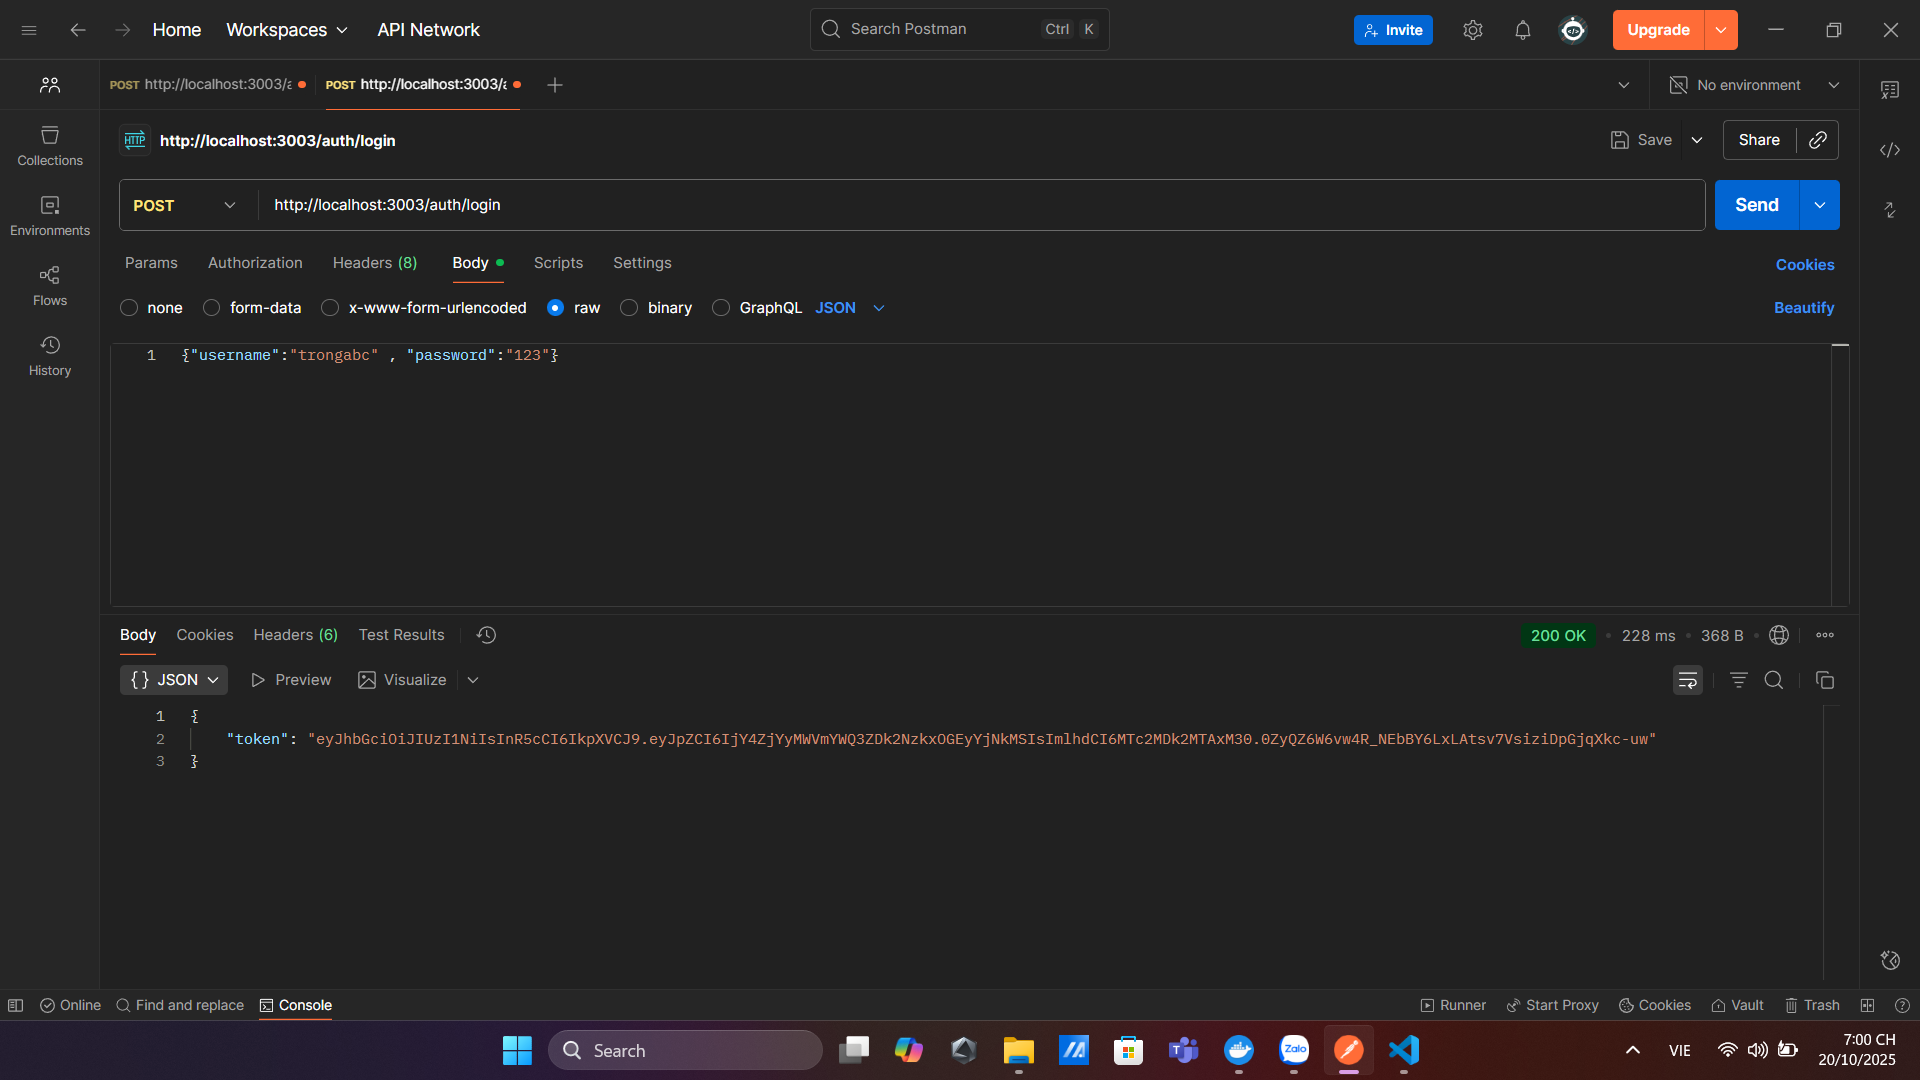 Home Workspaces API Network Search Postman Ctrl K Invite Upgrade
POST http://localhost:3003/a POST http://localhost:3003/a No environment
HTTP http://localhost:3003/auth/login Save Share
Collections
POST http://localhost:3003/auth/login Send
Environments
Params Authorization Headers (8) Body Scripts Settings Cookies
Flows
none form-data x-www-form-urlencoded raw binary GraphQL JSON Beautify
History
1 {"username":"trongabc" , "password":"123"}
Body Cookies Headers (6) Test Results 200 OK • 228 ms • 368 B
{} JSON Preview Visualize
1 {
2 "token": "eyJhbGciOiJIUzI1NiIsInR5cCI6IkpXVCJ9.eyJpZCI6IjY4ZjYyMWVmYWQ3ZDk2NzkxOGEyYjNkMSIsImlhdCI6MTc2MDk2MTAxM30.0ZyQZ6W6vw4R_NEbBY6LxLAtsv7VsiziDpGjqXkc-uw"
3 }
Online Find and replace Console Runner Start Proxy Cookies Vault Trash
Search Zalo VIE 7:00 CH
20/10/2025